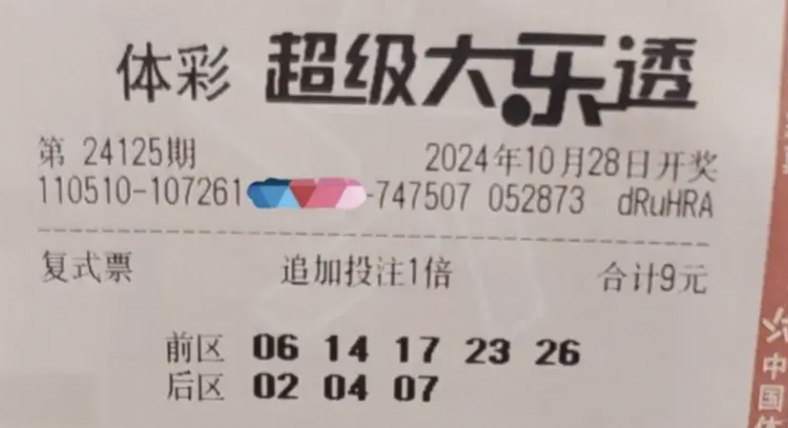 体彩 超级大乐透
第 24125期 2024年10月28日开奖
110510-107261 -747507 052873 dRuHRA
复式票 追加投注1倍 合计9元
前区 06 14 17 23 26
后区 02 04 07
中国体